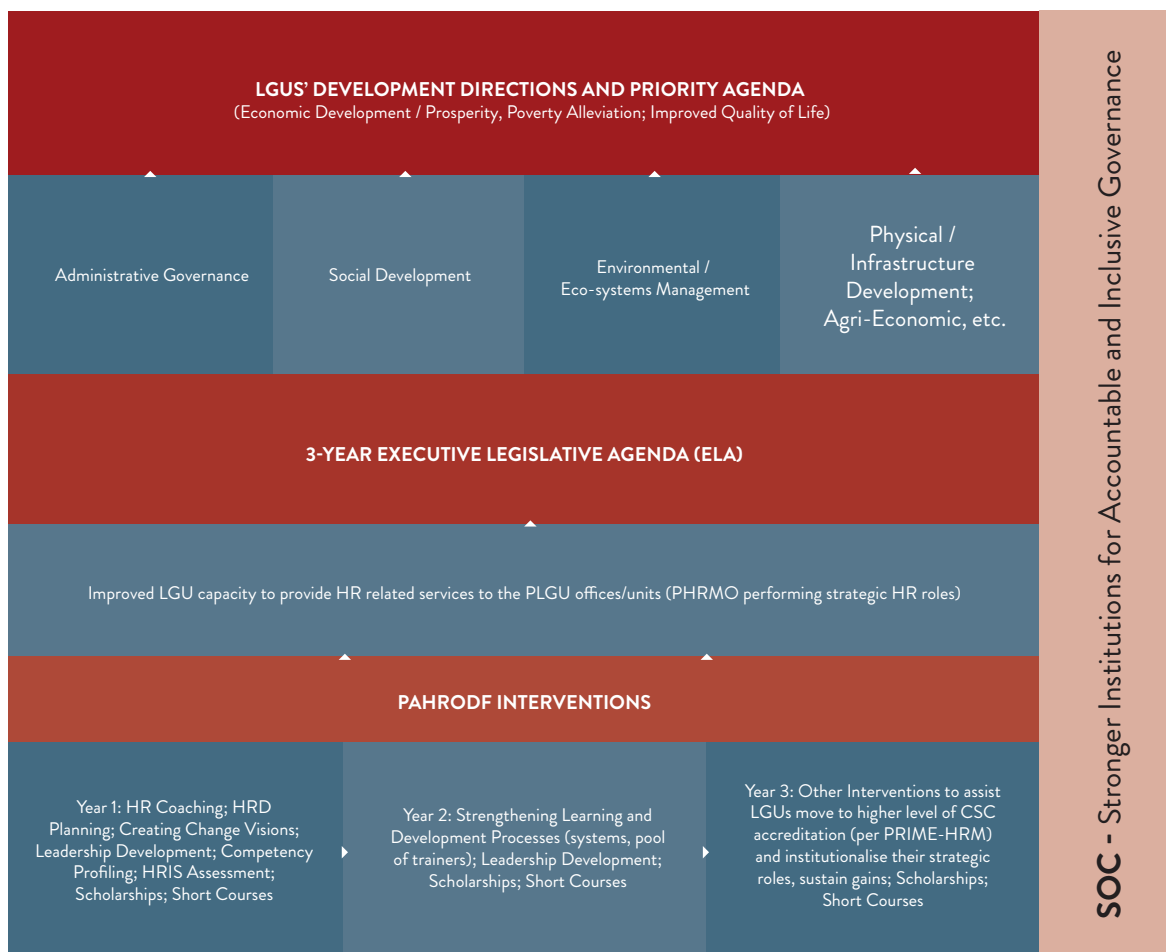 LGUS' DEVELOPMENT DIRECTIONS AND PRIORITY AGENDA
(Economic Development / Prosperity, Poverty Alleviation; Improved Quality of Life)
Administrative Governance
Social Development
Environmental /
Eco-systems Management
Physical /
Infrastructure
Development;
Agri-Economic, etc.
3-YEAR EXECUTIVE LEGISLATIVE AGENDA (ELA)
Improved LGU capacity to provide HR related services to the PLGU offices/units (PHRMO performing strategic HR roles)
PAHRODF INTERVENTIONS
Year 1: HR Coaching; HRD
Planning; Creating Change Visions;
Leadership Development; Competency
Profiling; HRIS Assessment;
Scholarships; Short Courses
Year 2: Strengthening Learning and
Development Processes (systems, pool
of trainers); Leadership Development;
Scholarships; Short Courses
Year 3: Other Interventions to assist
LGUs move to higher level of CSC
accreditation (per PRIME-HRM)
and institutionalise their strategic
roles, sustain gains; Scholarships;
Short Courses
SOC - Stronger Institutions for Accountable and Inclusive Governance